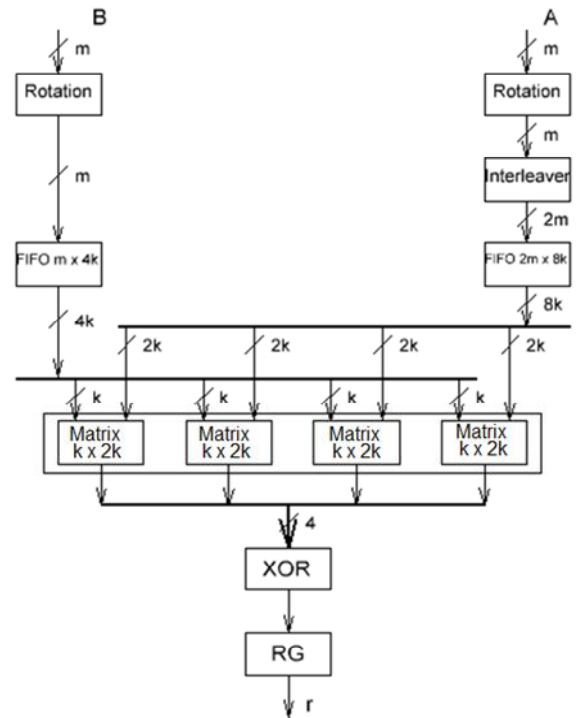 B A
m m
Rotation Rotation
m
m Interleaver
2m
FIFO m x 4k FIFO 2m x 8k
4k 8k
2k 2k 2k 2k
k k k k
Matrix Matrix Matrix Matrix
k x 2k k x 2k k x 2k k x 2k
4
XOR
RG
r